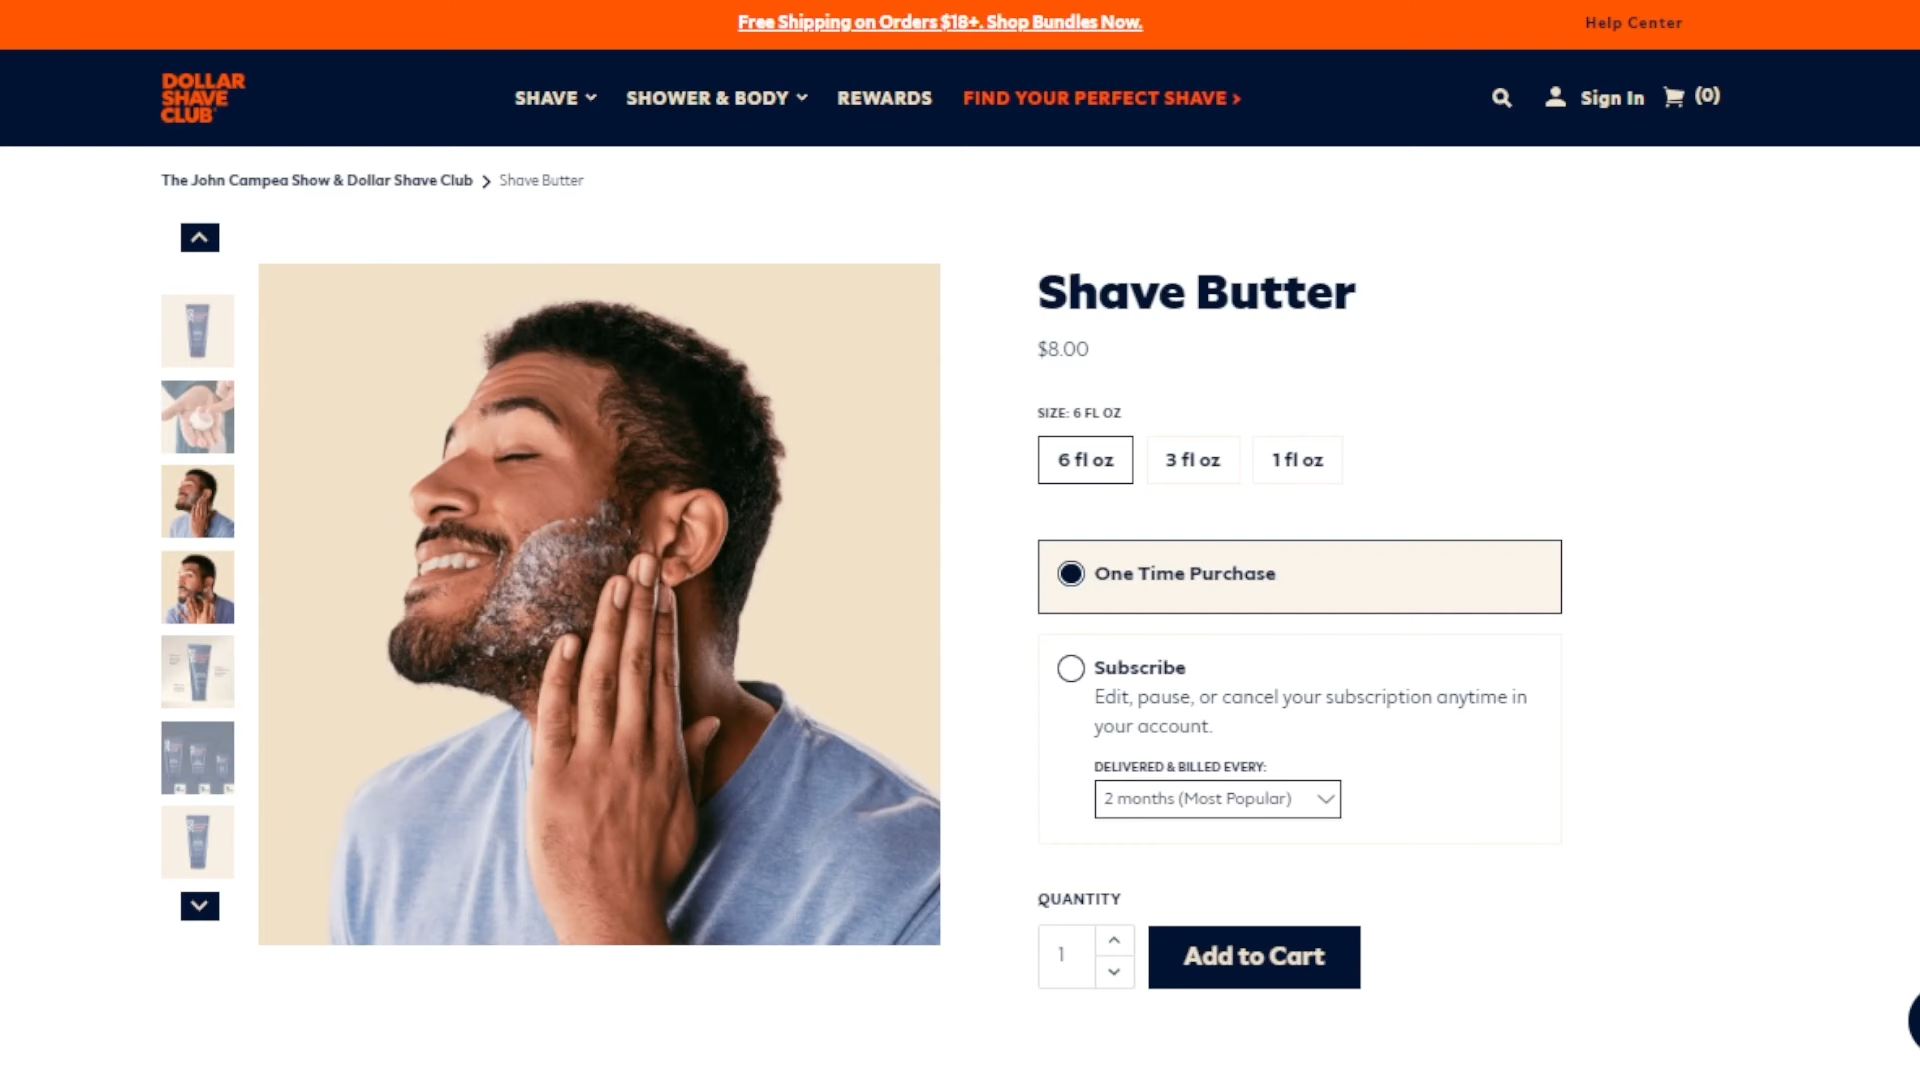 Free Shipping on Orders $18+. Shop Bundles Now.
Help Center
DOLLAR
SHAVE
CLUB
SHAVE
SHOWER & BODY
REWARDS
FIND YOUR PERFECT SHAVE >
Sign In
(0)
The John Campea Show & Dollar Shave Club > Shave Butter
Shave Butter
$8.00
SIZE: 6 FL OZ
6 fl oz
3 fl oz
1 fl oz
One Time Purchase
Subscribe
Edit, pause, or cancel your subscription anytime in
your account.
DELIVERED & BILLED EVERY:
2 months (Most Popular)
QUANTITY
1
Add to Cart